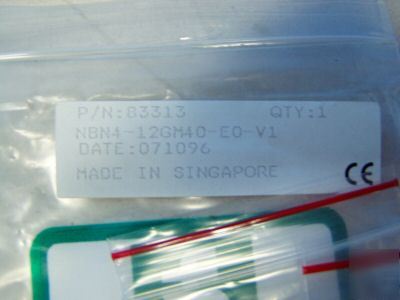 P/N:83313 QTY:1
NBN4-12GM40-E0-V1
DATE:071096
MADE IN SINGAPORE
CE